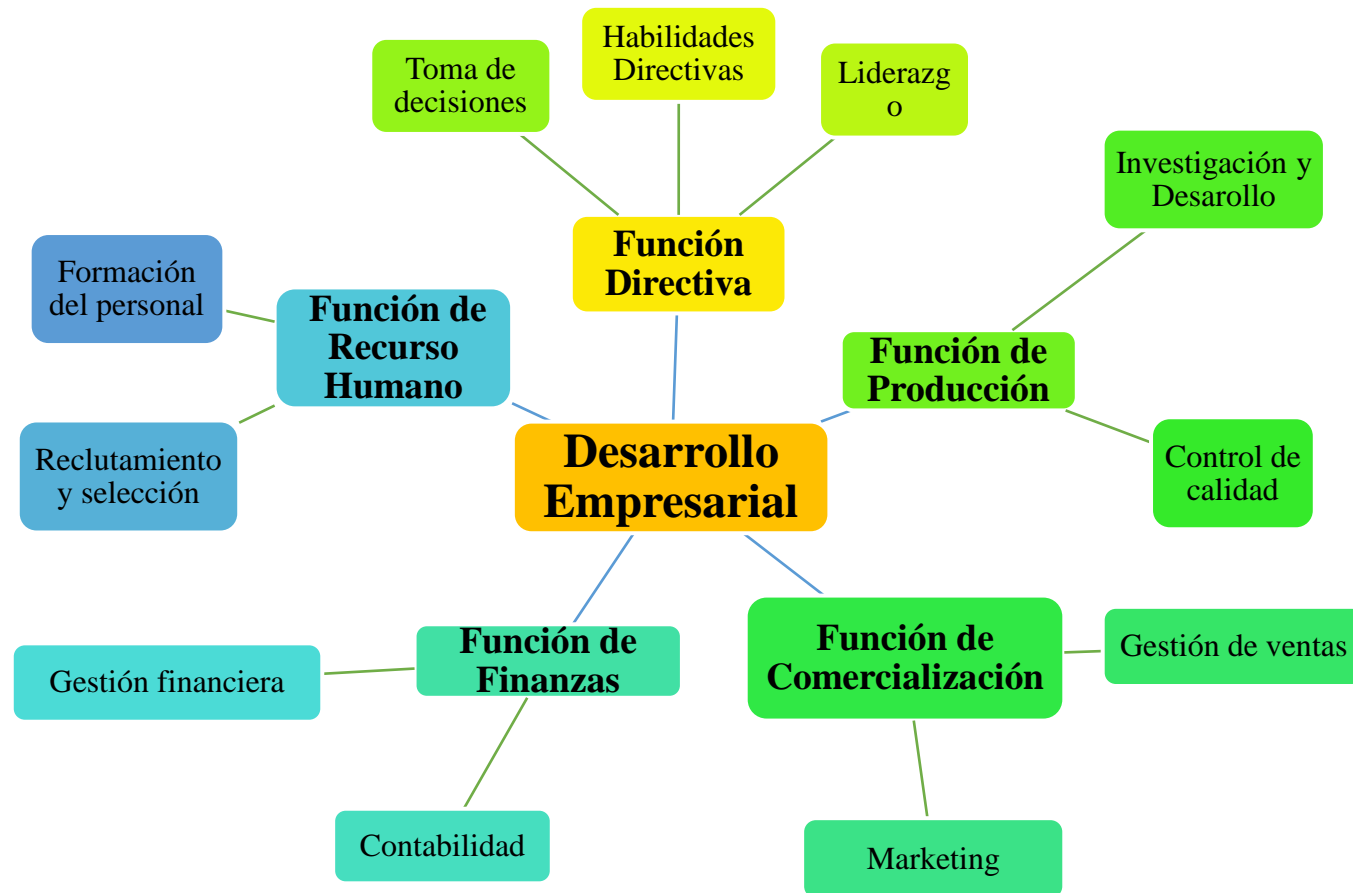 Habilidades
Directivas
Toma de
decisiones
Liderazg
o
Investigación y
Desarollo
Función
Directiva
Formación
del personal
Función de
Recurso
Humano
Función de
Producción
Reclutamiento
y selección
Desarrollo
Empresarial
Control de
calidad
Función de
Finanzas
Gestión financiera
Función de
Comercialización
Gestión de ventas
Contabilidad
Marketing